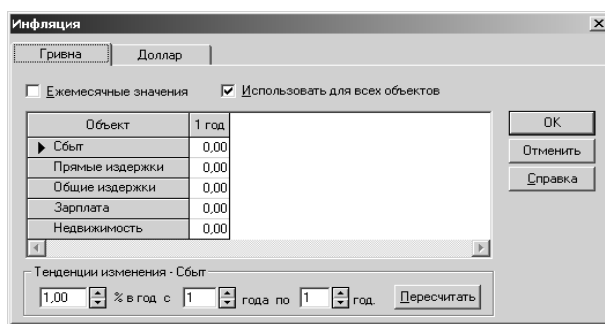 Инфляция
Гривна Доллар
Ежемесячные значения Использовать для всех объектов
Объект 1 год
Сбыт 0,00
Прямые издержки 0,00
Общие издержки 0,00
Зарплата 0,00
Недвижимость 0,00
OK
Отменить
Справка
Тенденции изменения - Сбыт
1,00 % в год с 1 года по 1 год. Пересчитать